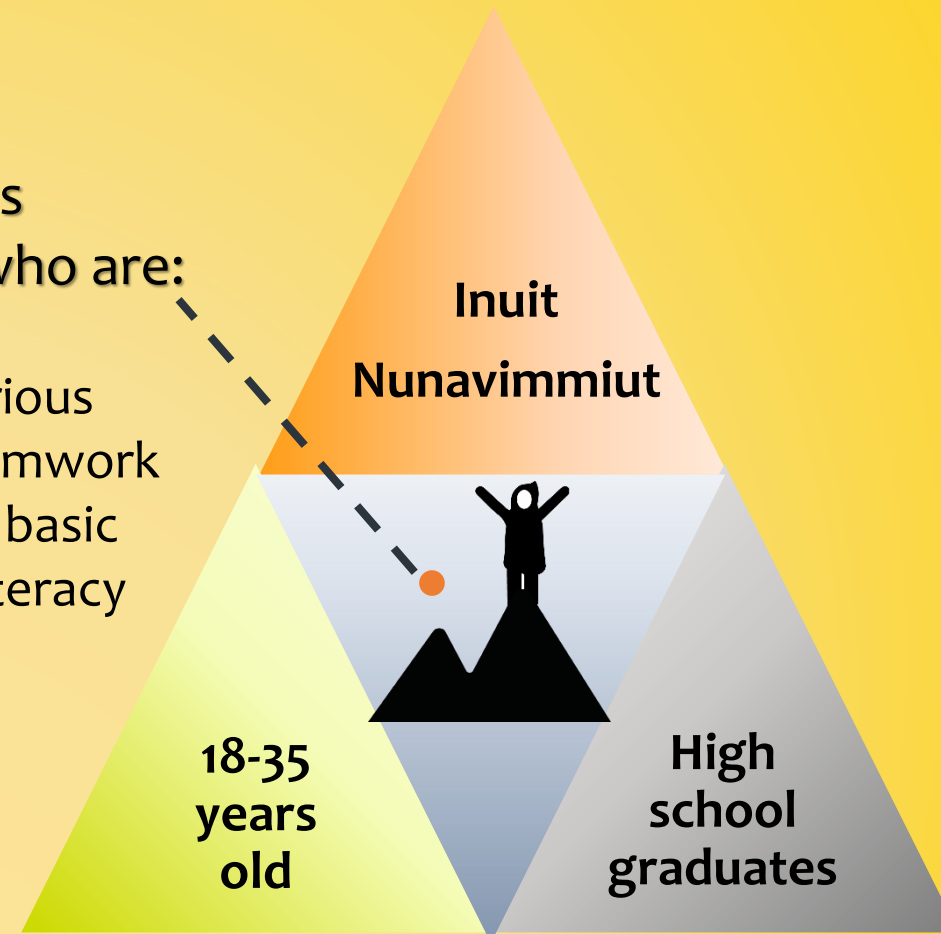 s
who are:
rious
mwork
basic
teracy
Inuit
Nunavimmiut
18-35
years
old
High
school
graduates